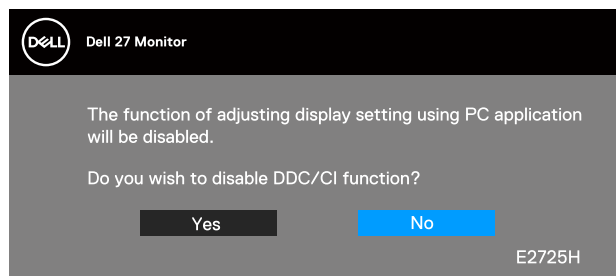 DELL
Dell 27 Monitor
The function of adjusting display setting using PC application
will be disabled.
Do you wish to disable DDC/CI function?
Yes
No
E2725H